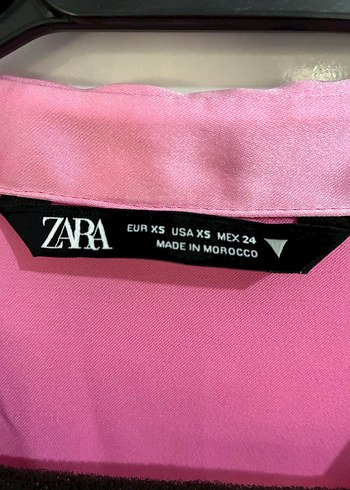 ZARA
EUR XS USA XS MEX 24
MADE IN MOROCCO